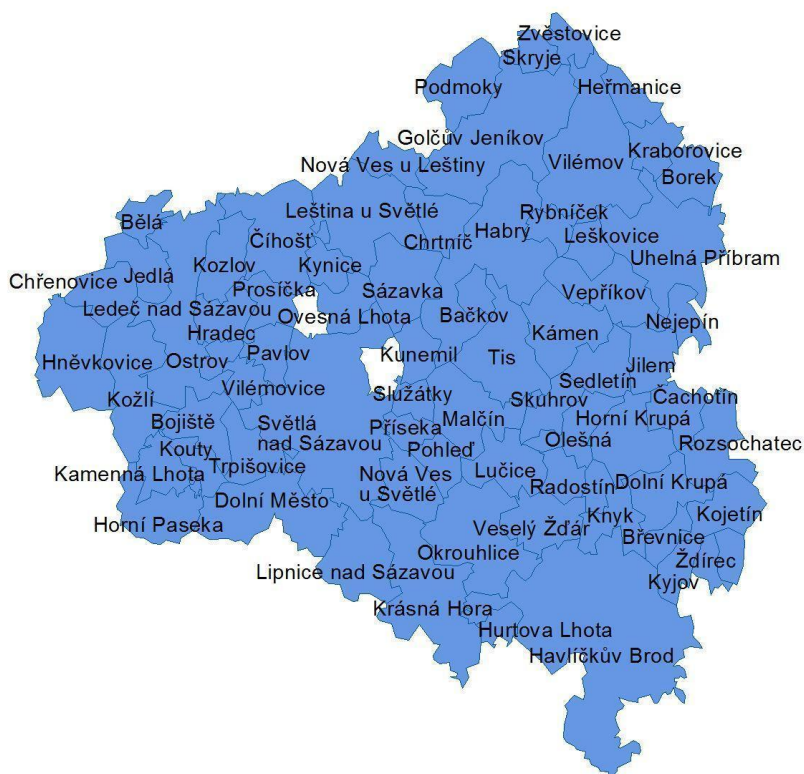 Zvěstovice
Skryje
Podmoky
Heřmanice
Golčův Jeníkov
Kraborovice
Nová Ves u Leštiny
Vilémov
Borek
Leština u Světlé
Rybníček
Bělá
Habry
Leškovice
Číhošť
Chrtníč
Uhelná Příbram
Kozlov
Kynice
Chřenovice
Jedlá
Prosíčka
Sázavka
Vepříkov
Ledeč nad Sázavou
Ovesná Lhota
Bačkov
Nejepín
Hradec
Kámen
Hněvkovice
Ostrov
Pavlov
Kunemil
Tis
Jilem
Vilémovice
Služátky
Sedletín
Kožlí
Skuhrov
Čachotín
Bojiště
Světlá
nad Sázavou
Příseka
Malčín
Horní Krupá
Kouty
Pohleď
Olešná
Rozsochatec
Kamenná Lhota
Trpišovice
Nová Ves
u Světlé
Lučice
Radostín
Dolní Krupá
Dolní Město
Horní Paseka
Veselý Žďár
Knyk
Kojetín
Břevnice
Okrouhlice
Ždírec
Lipnice nad Sázavou
Kyjov
Krásná Hora
Hurtova Lhota
Havlíčkův Brod